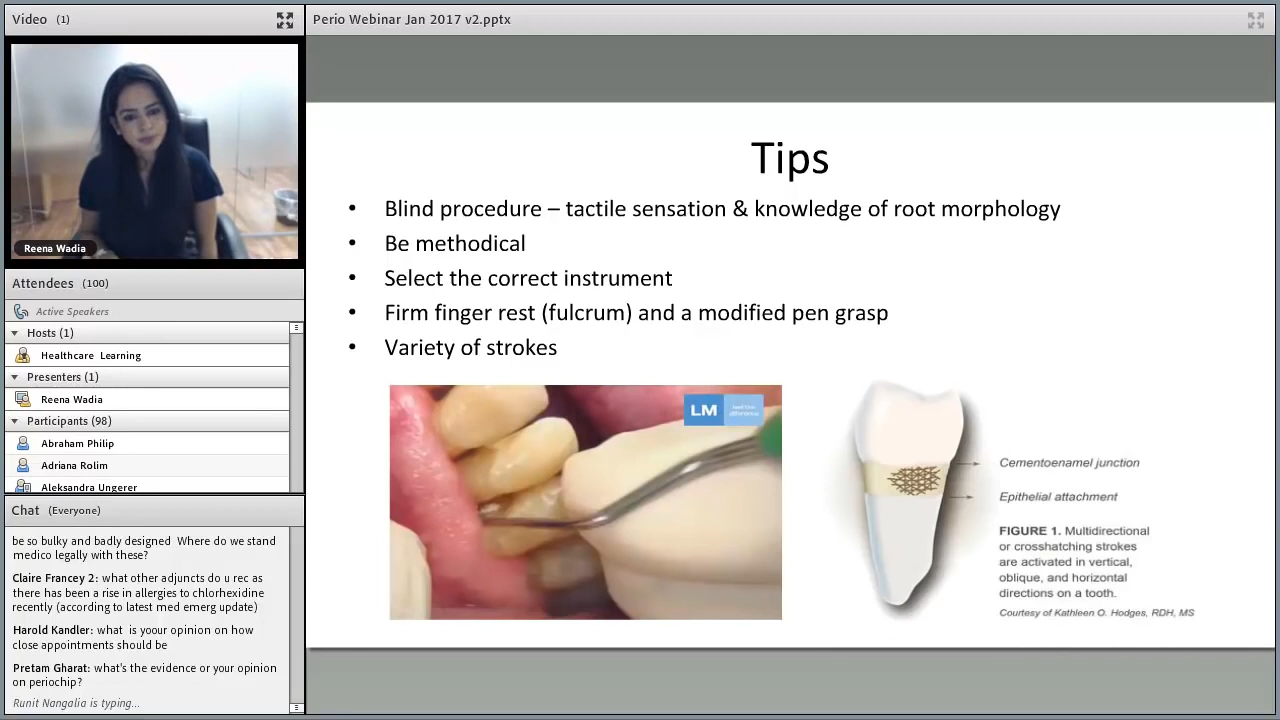 Video (1)
Reena Wadia
Attendees (100)
Active Speakers
Hosts (1)
Healthcare Learning
Presenters (1)
Reena Wadia
Participants (98)
Abraham Philip
Adriana Rolim
Aleksandra Ungerer
Chat (Everyone)
be so bulky and badly designed Where do we stand
medico legally with these?
Claire Francey 2: what other adjuncts do u rec as
there has been a rise in allergies to chlorhexidine
recently (according to latest med emerg update)
Harold Kandler: what is yoour opinion on how
close appointments should be
Pretam Gharat: what's the evidence or your opinion
on periochip?
Runit Nangalia is typing...
Perio Webinar Jan 2017 v2.pptx
Tips
• Blind procedure – tactile sensation & knowledge of root morphology
• Be methodical
• Select the correct instrument
• Firm finger rest (fulcrum) and a modified pen grasp
• Variety of strokes
LM
Cementoenamel junction
Epithelial attachment
FIGURE 1. Multidirectional
or crosshatching strokes
are activated in vertical,
oblique, and horizontal
directions on a tooth.
Courtesy of Kathleen O. Hodges, RDH, MS